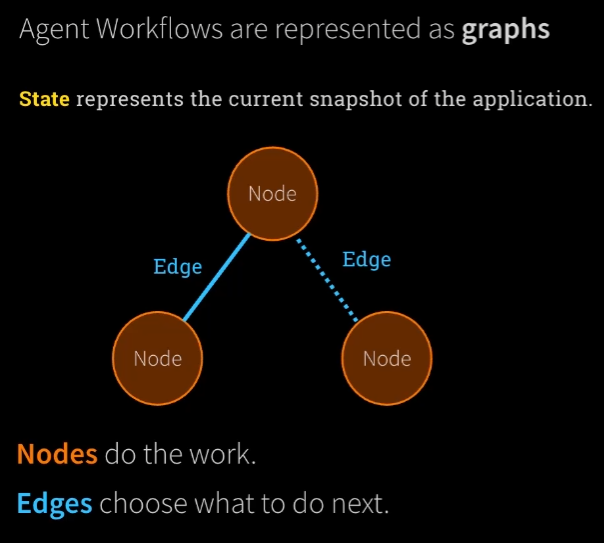 Agent Workflows are represented as graphs
State represents the current snapshot of the application.
Node
Edge
Edge
Node
Node
Nodes do the work.
Edges choose what to do next.